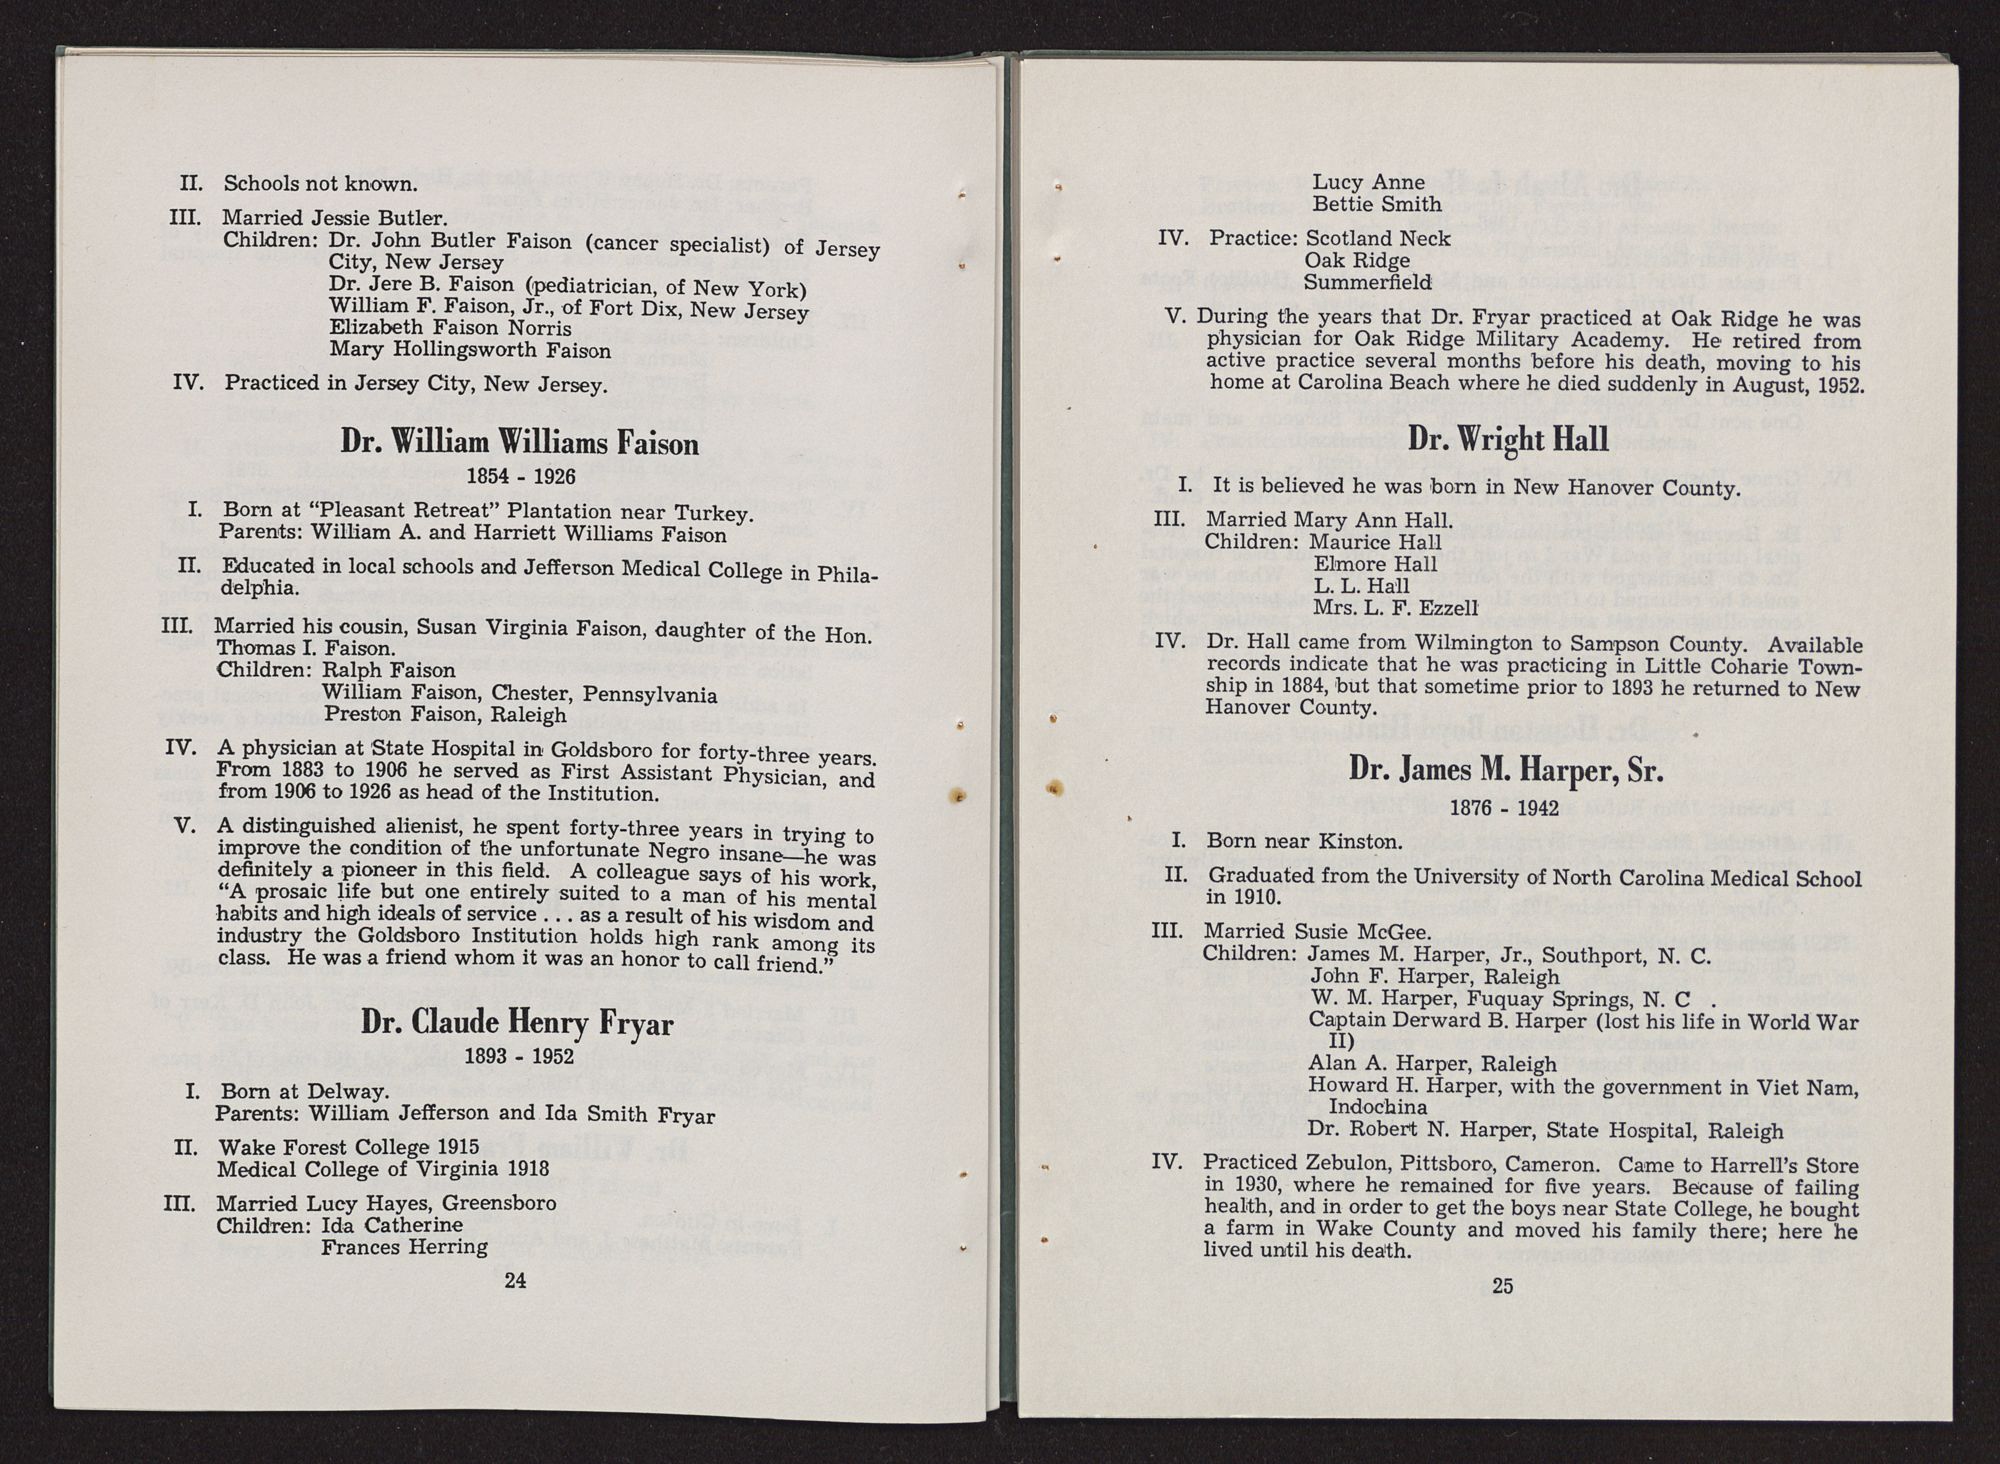 II. Schools not known.
III. Married Jessie Butler.
Children: Dr. John Butler Faison (cancer specialist) of Jersey
City, New Jersey
Dr. Jere B. Faison (pediatrician, of New York)
William F. Faison, Jr., of Fort Dix, New Jersey
Elizabeth Faison Norris
Mary Hollingsworth Faison
IV. Practiced in Jersey City, New Jersey.
Dr. William Williams Faison
1854 - 1926
I. Born at “Pleasant Retreat” Plantation near Turkey.
Parents: William A. and Harriett Williams Faison
II. Educated in local schools and Jefferson Medical College in Phila-
delphia.
III. Married his cousin, Susan Virginia Faison, daughter of the Hon.
Thomas I. Faison.
Children: Ralph Faison
William Faison, Chester, Pennsylvania
Preston Faison, Raleigh
IV. A physician at State Hospital in Goldsboro for forty-three years.
From 1883 to 1906 he served as First Assistant Physician, and
from 1906 to 1926 as head of the Institution.
V. A distinguished alienist, he spent forty-three years in trying to
improve the condition of the unfortunate Negro insane—he was
definitely a pioneer in this field. A colleague says of his work,
“A prosaic life but one entirely suited to a man of his mental
habits and high ideals of service . . . as a result of his wisdom and
industry the Goldsboro Institution holds high rank among its
class. He was a friend whom it was an honor to call friend.”
Dr. Claude Henry Fryar
1893 - 1952
I. Born at Delway.
Parents: William Jefferson and Ida Smith Fryar
II. Wake Forest College 1915
Medical College of Virginia 1918
III. Married Lucy Hayes, Greensboro
Children: Ida Catherine
Frances Herring
24
Lucy Anne
Bettie Smith
IV. Practice: Scotland Neck
Oak Ridge
Summerfield
V. During the years that Dr. Fryar practiced at Oak Ridge he was
physician for Oak Ridge Military Academy. He retired from
active practice several months before his death, moving to his
home at Carolina Beach where he died suddenly in August, 1952.
Dr. Wright Hall
I. It is believed he was born in New Hanover County.
III. Married Mary Ann Hall.
Children: Maurice Hall
Elmore Hall
L. L. Hall
Mrs. L. F. Ezzell
IV. Dr. Hall came from Wilmington to Sampson County. Available
records indicate that he was practicing in Little Coharie Town-
ship in 1884, but that sometime prior to 1893 he returned to New
Hanover County.
Dr. James M. Harper, Sr.
1876 - 1942
I. Born near Kinston.
II. Graduated from the University of North Carolina Medical School
in 1910.
III. Married Susie McGee.
Children: James M. Harper, Jr., Southport, N. C.
John F. Harper, Raleigh
W. M. Harper, Fuquay Springs, N. C .
Captain Derward B. Harper (lost his life in World War
II)
Alan A. Harper, Raleigh
Howard H. Harper, with the government in Viet Nam,
Indochina
Dr. Robert N. Harper, State Hospital, Raleigh
IV. Practiced Zebulon, Pittsboro, Cameron. Came to Harrell’s Store
in 1930, where he remained for five years. Because of failing
health, and in order to get the boys near State College, he bought
a farm in Wake County and moved his family there; here he
lived until his death.
25